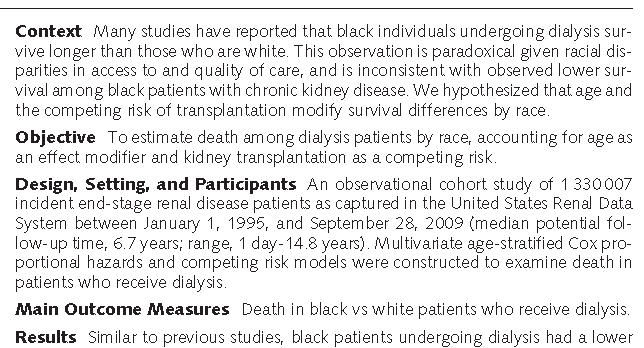 Context Many studies have reported that black individuals undergoing dialysis sur-
vive longer than those who are white. This observation is paradoxical given racial dis-
parities in access to and quality of care, and is inconsistent with observed lower sur-
vival among black patients with chronic kidney disease. We hypothesized that age and
the competing risk of transplantation modify survival differences by race.
Objective To estimate death among dialysis patients by race, accounting for age as
an effect modifier and kidney transplantation as a competing risk.
Design, Setting, and Participants An observational cohort study of 1 330 007
incident end-stage renal disease patients as captured in the United States Renal Data
System between January 1, 1995, and September 28, 2009 (median potential fol-
low-up time, 6.7 years; range, 1 day-14.8 years). Multivariate age-stratified Cox pro-
portional hazards and competing risk models were constructed to examine death in
patients who receive dialysis.
Main Outcome Measures Death in black vs white patients who receive dialysis.
Results Similar to previous studies, black patients undergoing dialysis had a lower